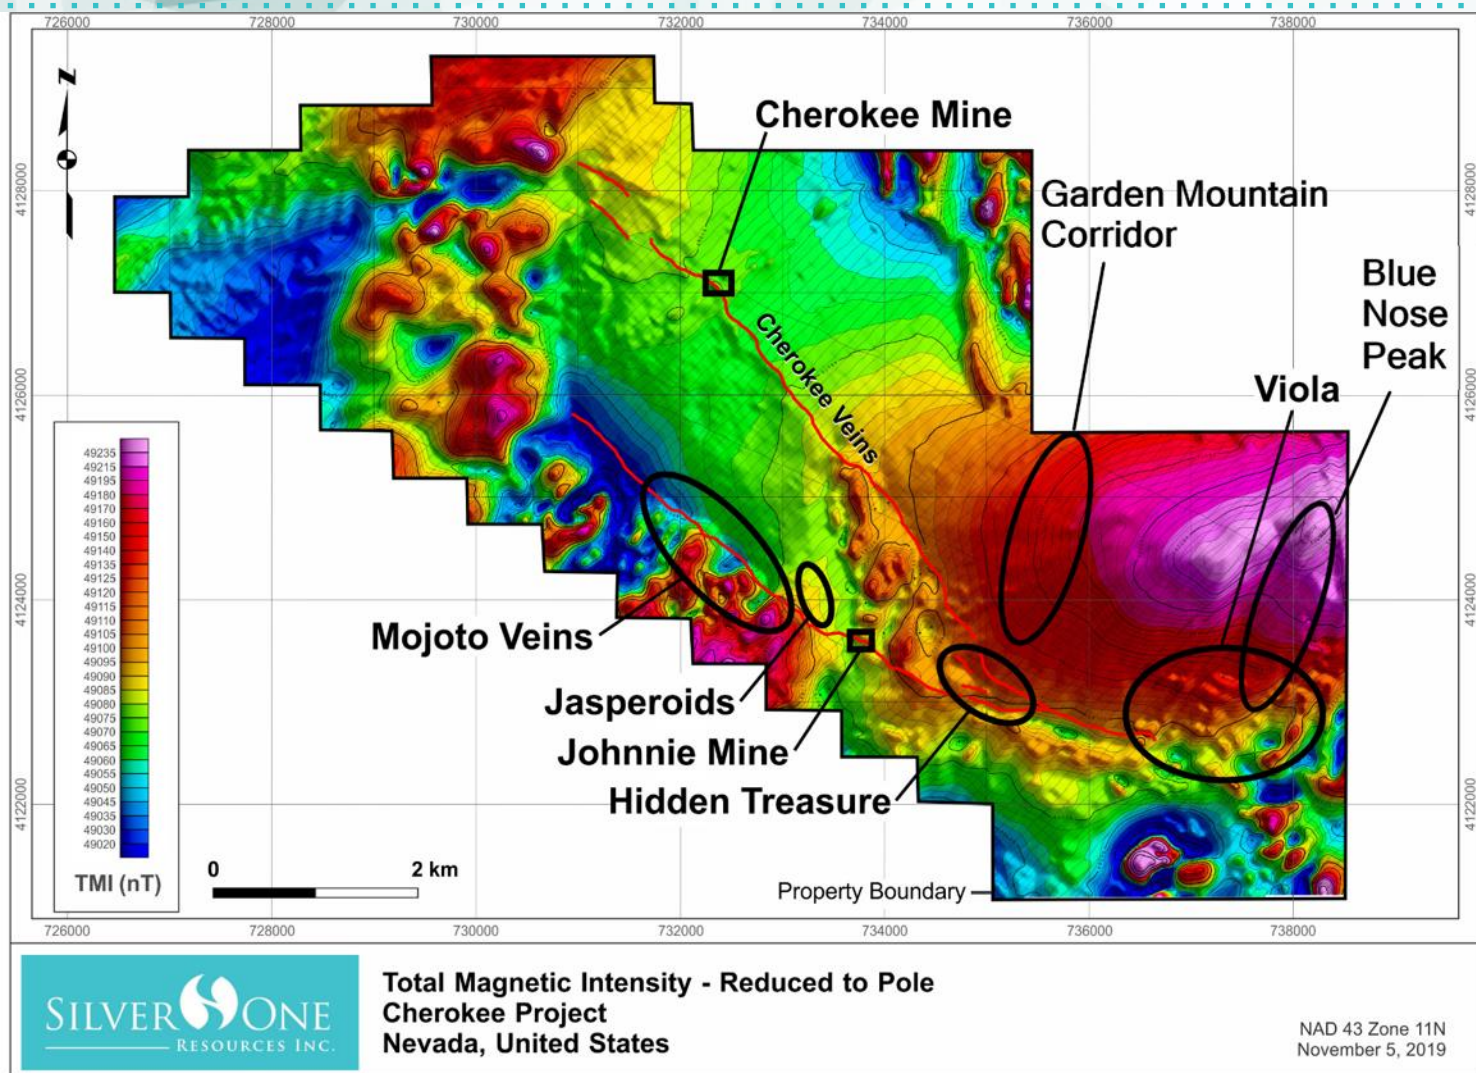 726000 728000 730000 732000 734000 736000 738000
N
4128000
4126000
4124000
4122000
4128000
4126000
4124000
4122000
Cherokee Mine
Garden Mountain
Corridor
Blue
Nose
Peak
Viola
Cherokee Veins
Mojoto Veins
Jasperoids
Johnnie Mine
Hidden Treasure
Property Boundary
49235
49215
49195
49180
49170
49160
49150
49140
49135
49125
49120
49115
49110
49105
49100
49095
49090
49085
49080
49075
49070
49065
49060
49055
49050
49045
49035
49030
49020
TMI (nT)
0 2 km
726000 728000 730000 732000 734000 736000 738000
SILVER ONE
RESOURCES INC.
Total Magnetic Intensity - Reduced to Pole
Cherokee Project
Nevada, United States
NAD 43 Zone 11N
November 5, 2019